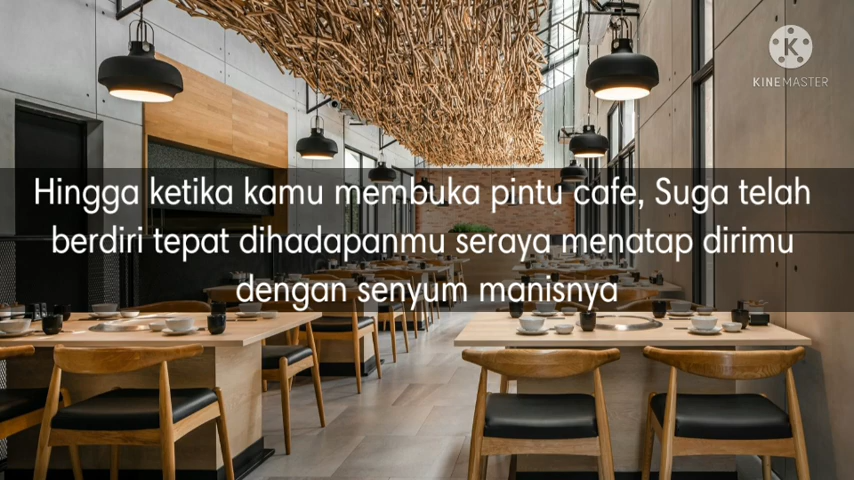 KINEMASTER
Hingga ketika kamu membuka pintu cafe, Suga telah
berdiri tepat dihadapanmu seraya menatap dirimu
dengan senyum manisnya